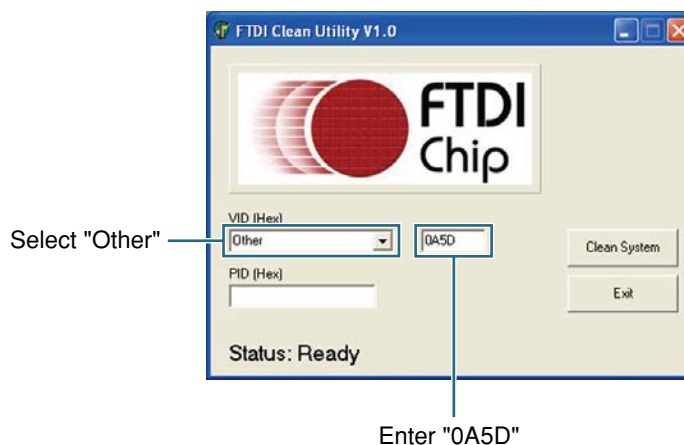 FTDI Clean Utility V1.0
FTDI
Chip
VID (Hex)
Select "Other"
Other
0A5D
Clean System
PID (Hex)
Exit
Status: Ready
Enter "0A5D"